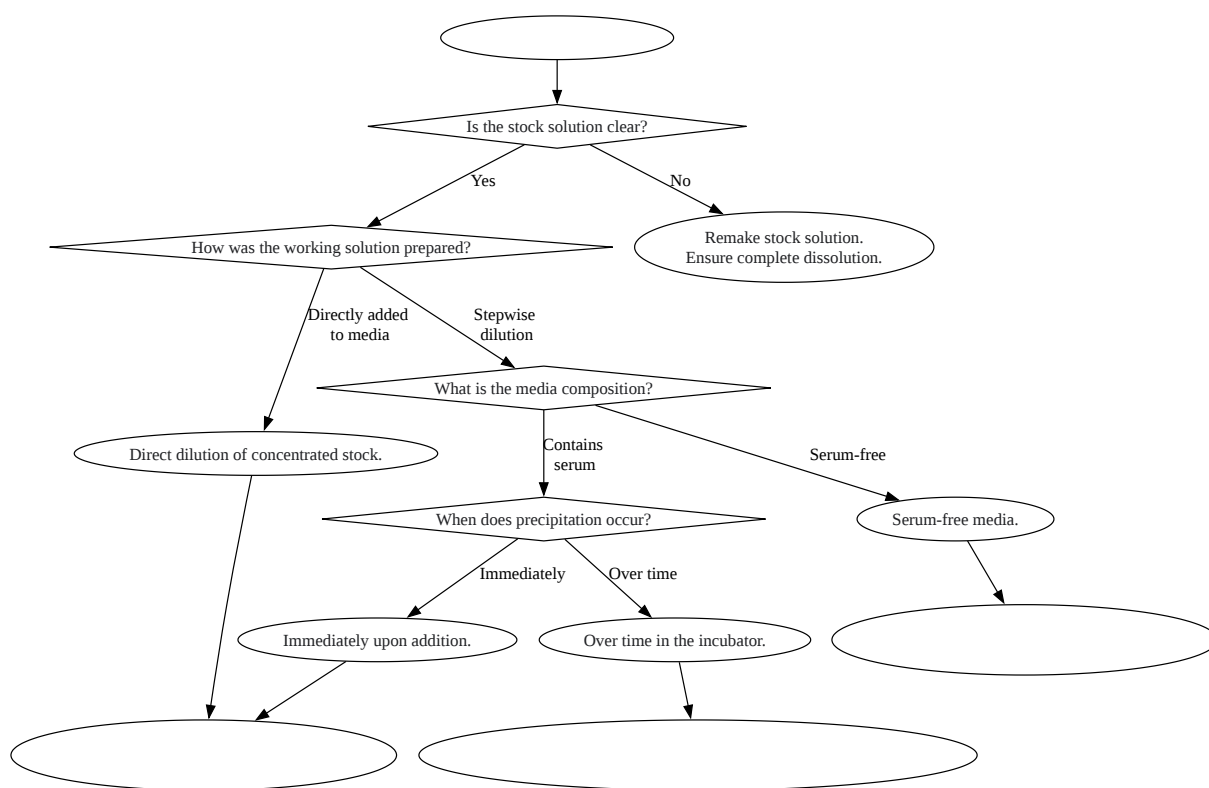 Is the stock solution clear?
Yes
No
How was the working solution prepared?
Remake stock solution.
Ensure complete dissolution.
Directly added
to media
Stepwise
dilution
What is the media composition?
Direct dilution of concentrated stock.
Contains
serum
Serum-free
When does precipitation occur?
Serum-free media.
Immediately
Over time
Immediately upon addition.
Over time in the incubator.